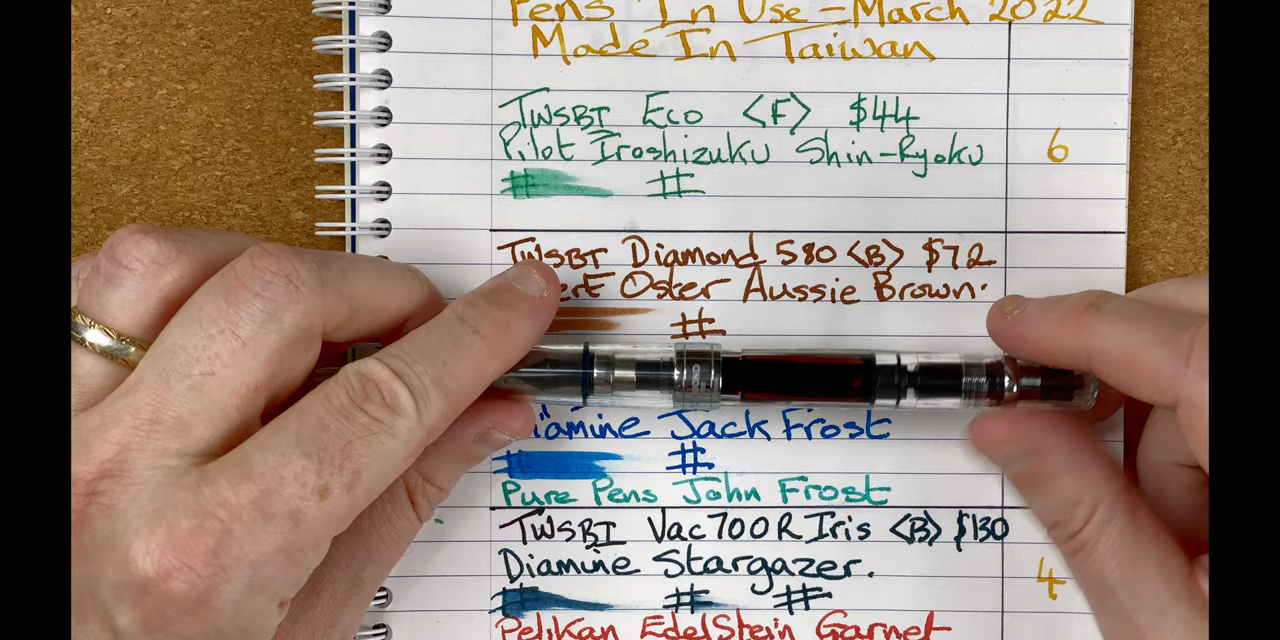 Pens In Use - March 2022
Made In Taiwan
TWSBI Eco <F> $44
Pilot Iroshizuku Shin-Ryoku
6
#
#
TWSBI Diamond 580 <B> $72
Oster Aussie Brown.
#
Diamine Jack Frost
#
#
Pure Pens John Frost
TWSBI Vac700R Iris <B> $130
Diamine Stargazer.
4
#
#
#
Pelikan Edelstein Garnet